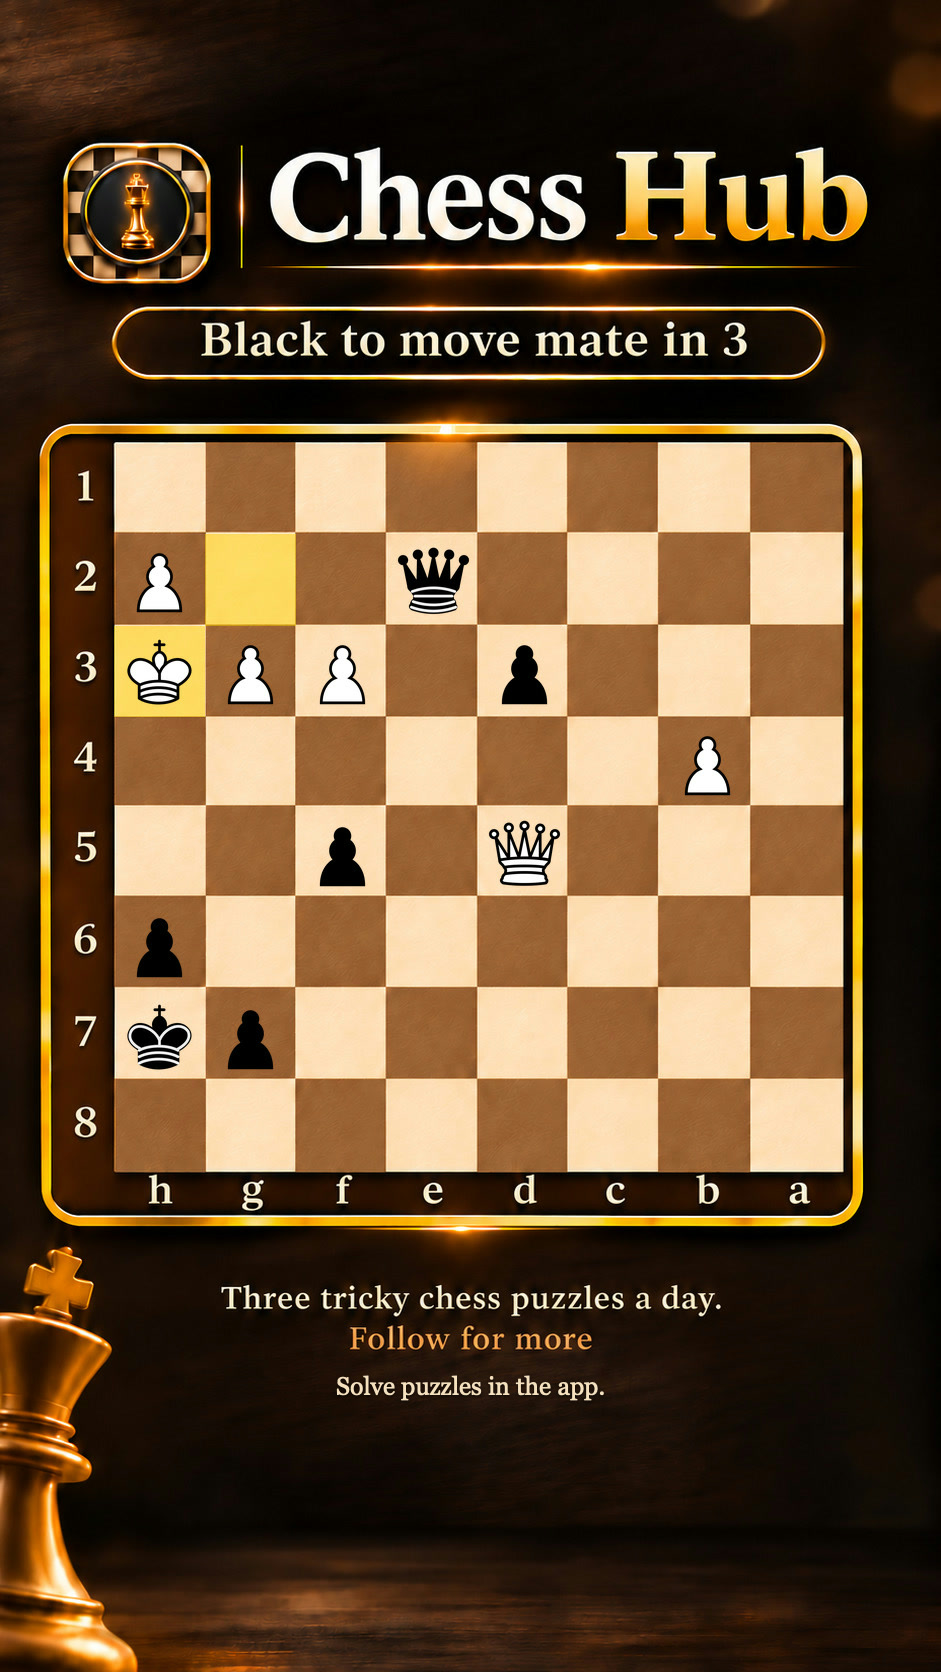 Chess Hub
Black to move mate in 3
1
2
3
4
5
6
7
8
h g f e d c b a
Three tricky chess puzzles a day.
Follow for more
Solve puzzles in the app.